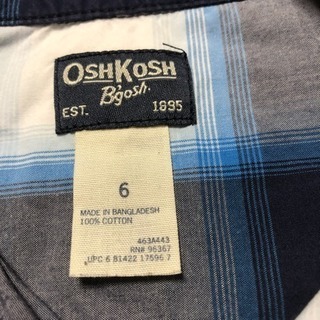 OSHKOSH
B'gosh.
EST. 1895
6
MADE IN BANGLADESH
100% COTTON
463A443
RN# 96367
UPC 6 81422 17596 7